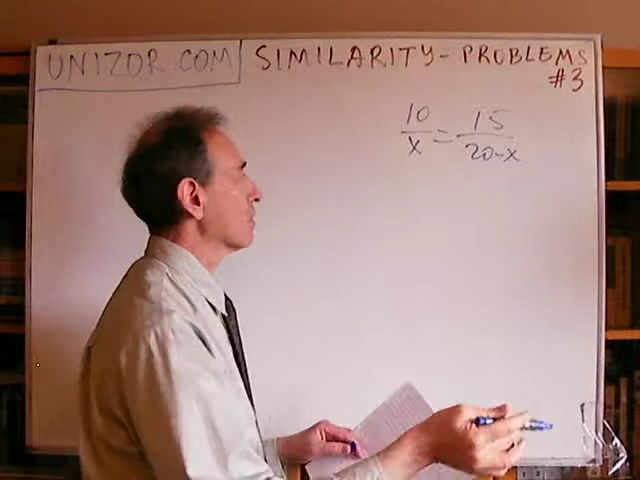 UNIZOR.COM
SIMILARITY - PROBLEMS
#3
10/x = 15/20-x